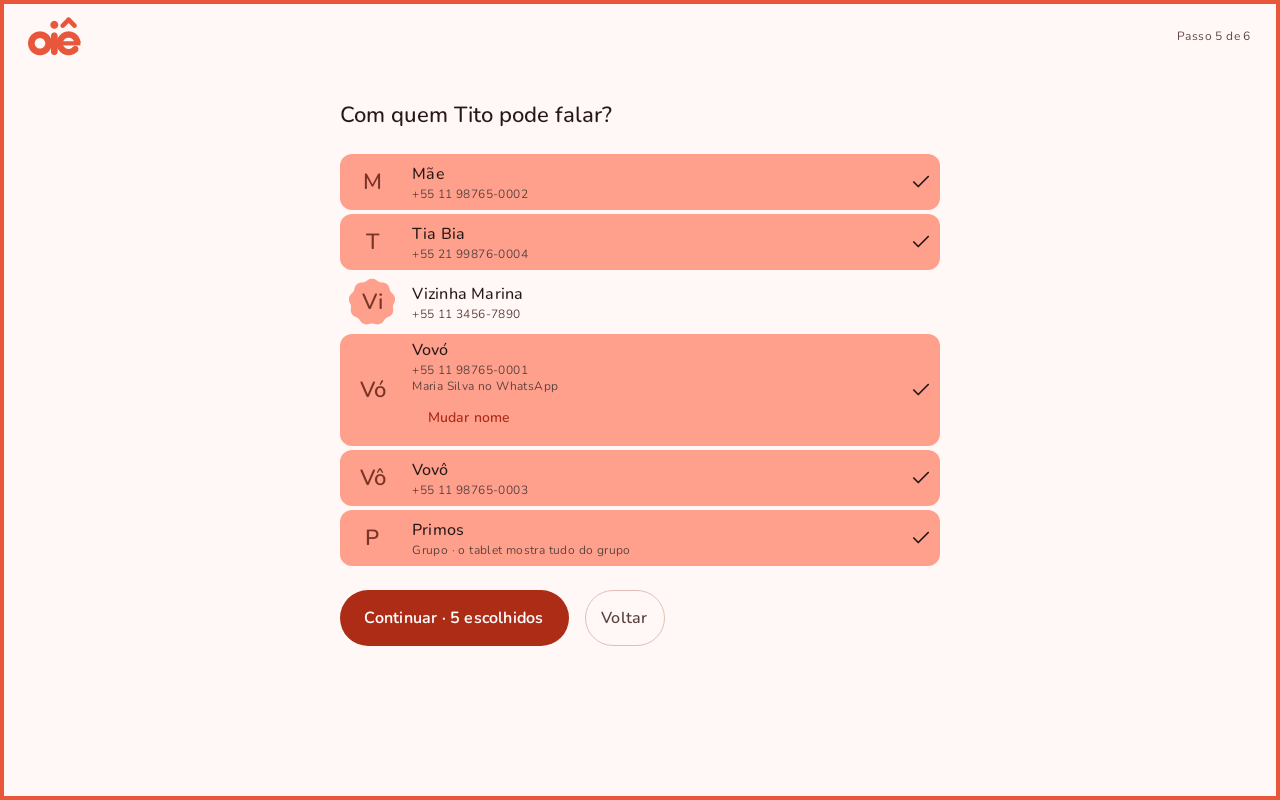 oiê
Passo 5 de 6
Com quem Tito pode falar?
M
Mãe
+55 11 98765-0002
T
Tia Bia
+55 21 99876-0004
Vi
Vizinha Marina
+55 11 3456-7890
Vó
Vovó
+55 11 98765-0001
Maria Silva no WhatsApp
Mudar nome
Vô
Vovô
+55 11 98765-0003
P
Primos
Grupo · o tablet mostra tudo do grupo
Continuar · 5 escolhidos
Voltar